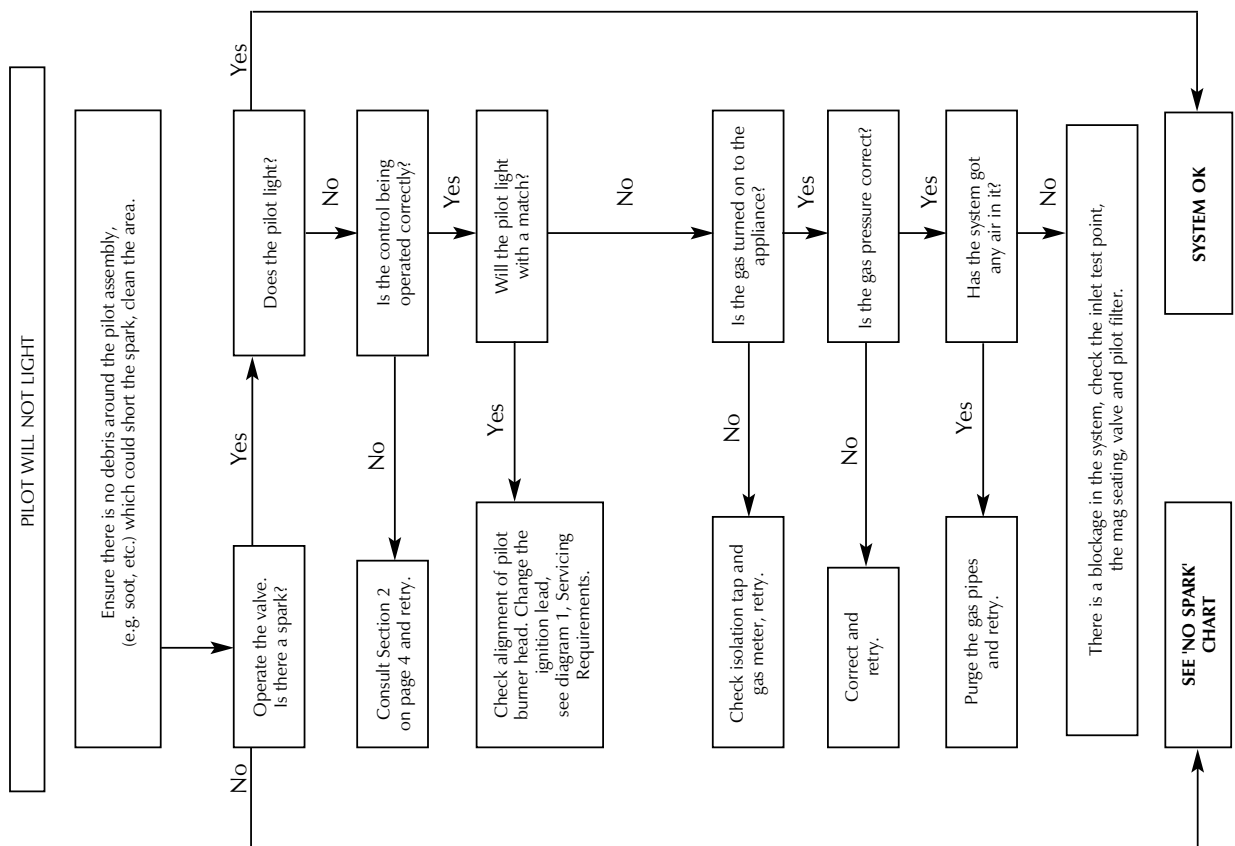 PILOT WILL NOT LIGHT
Ensure there is no debris around the pilot assembly,
(e.g. soot, etc.) which could short the spark, clean the area.
Operate the valve.
Is there a spark?
No
Yes
Does the pilot light?
Yes
No
Is the control being
operated correctly?
No
Consult Section 2
on page 4 and retry.
Yes
Will the pilot light
with a match?
Yes
Check alignment of pilot
burner head. Change the
ignition lead,
see diagram 1, Servicing
Requirements.
No
Is the gas turned on to the
appliance?
No
Check isolation tap and
gas meter, retry.
Yes
Is the gas pressure correct?
No
Correct and
retry.
Yes
Has the system got
any air in it?
Yes
Purge the gas pipes
and retry.
No
There is a blockage in the system, check the inlet test point,
the mag seating, valve and pilot filter.
SEE 'NO SPARK'
CHART
SYSTEM OK